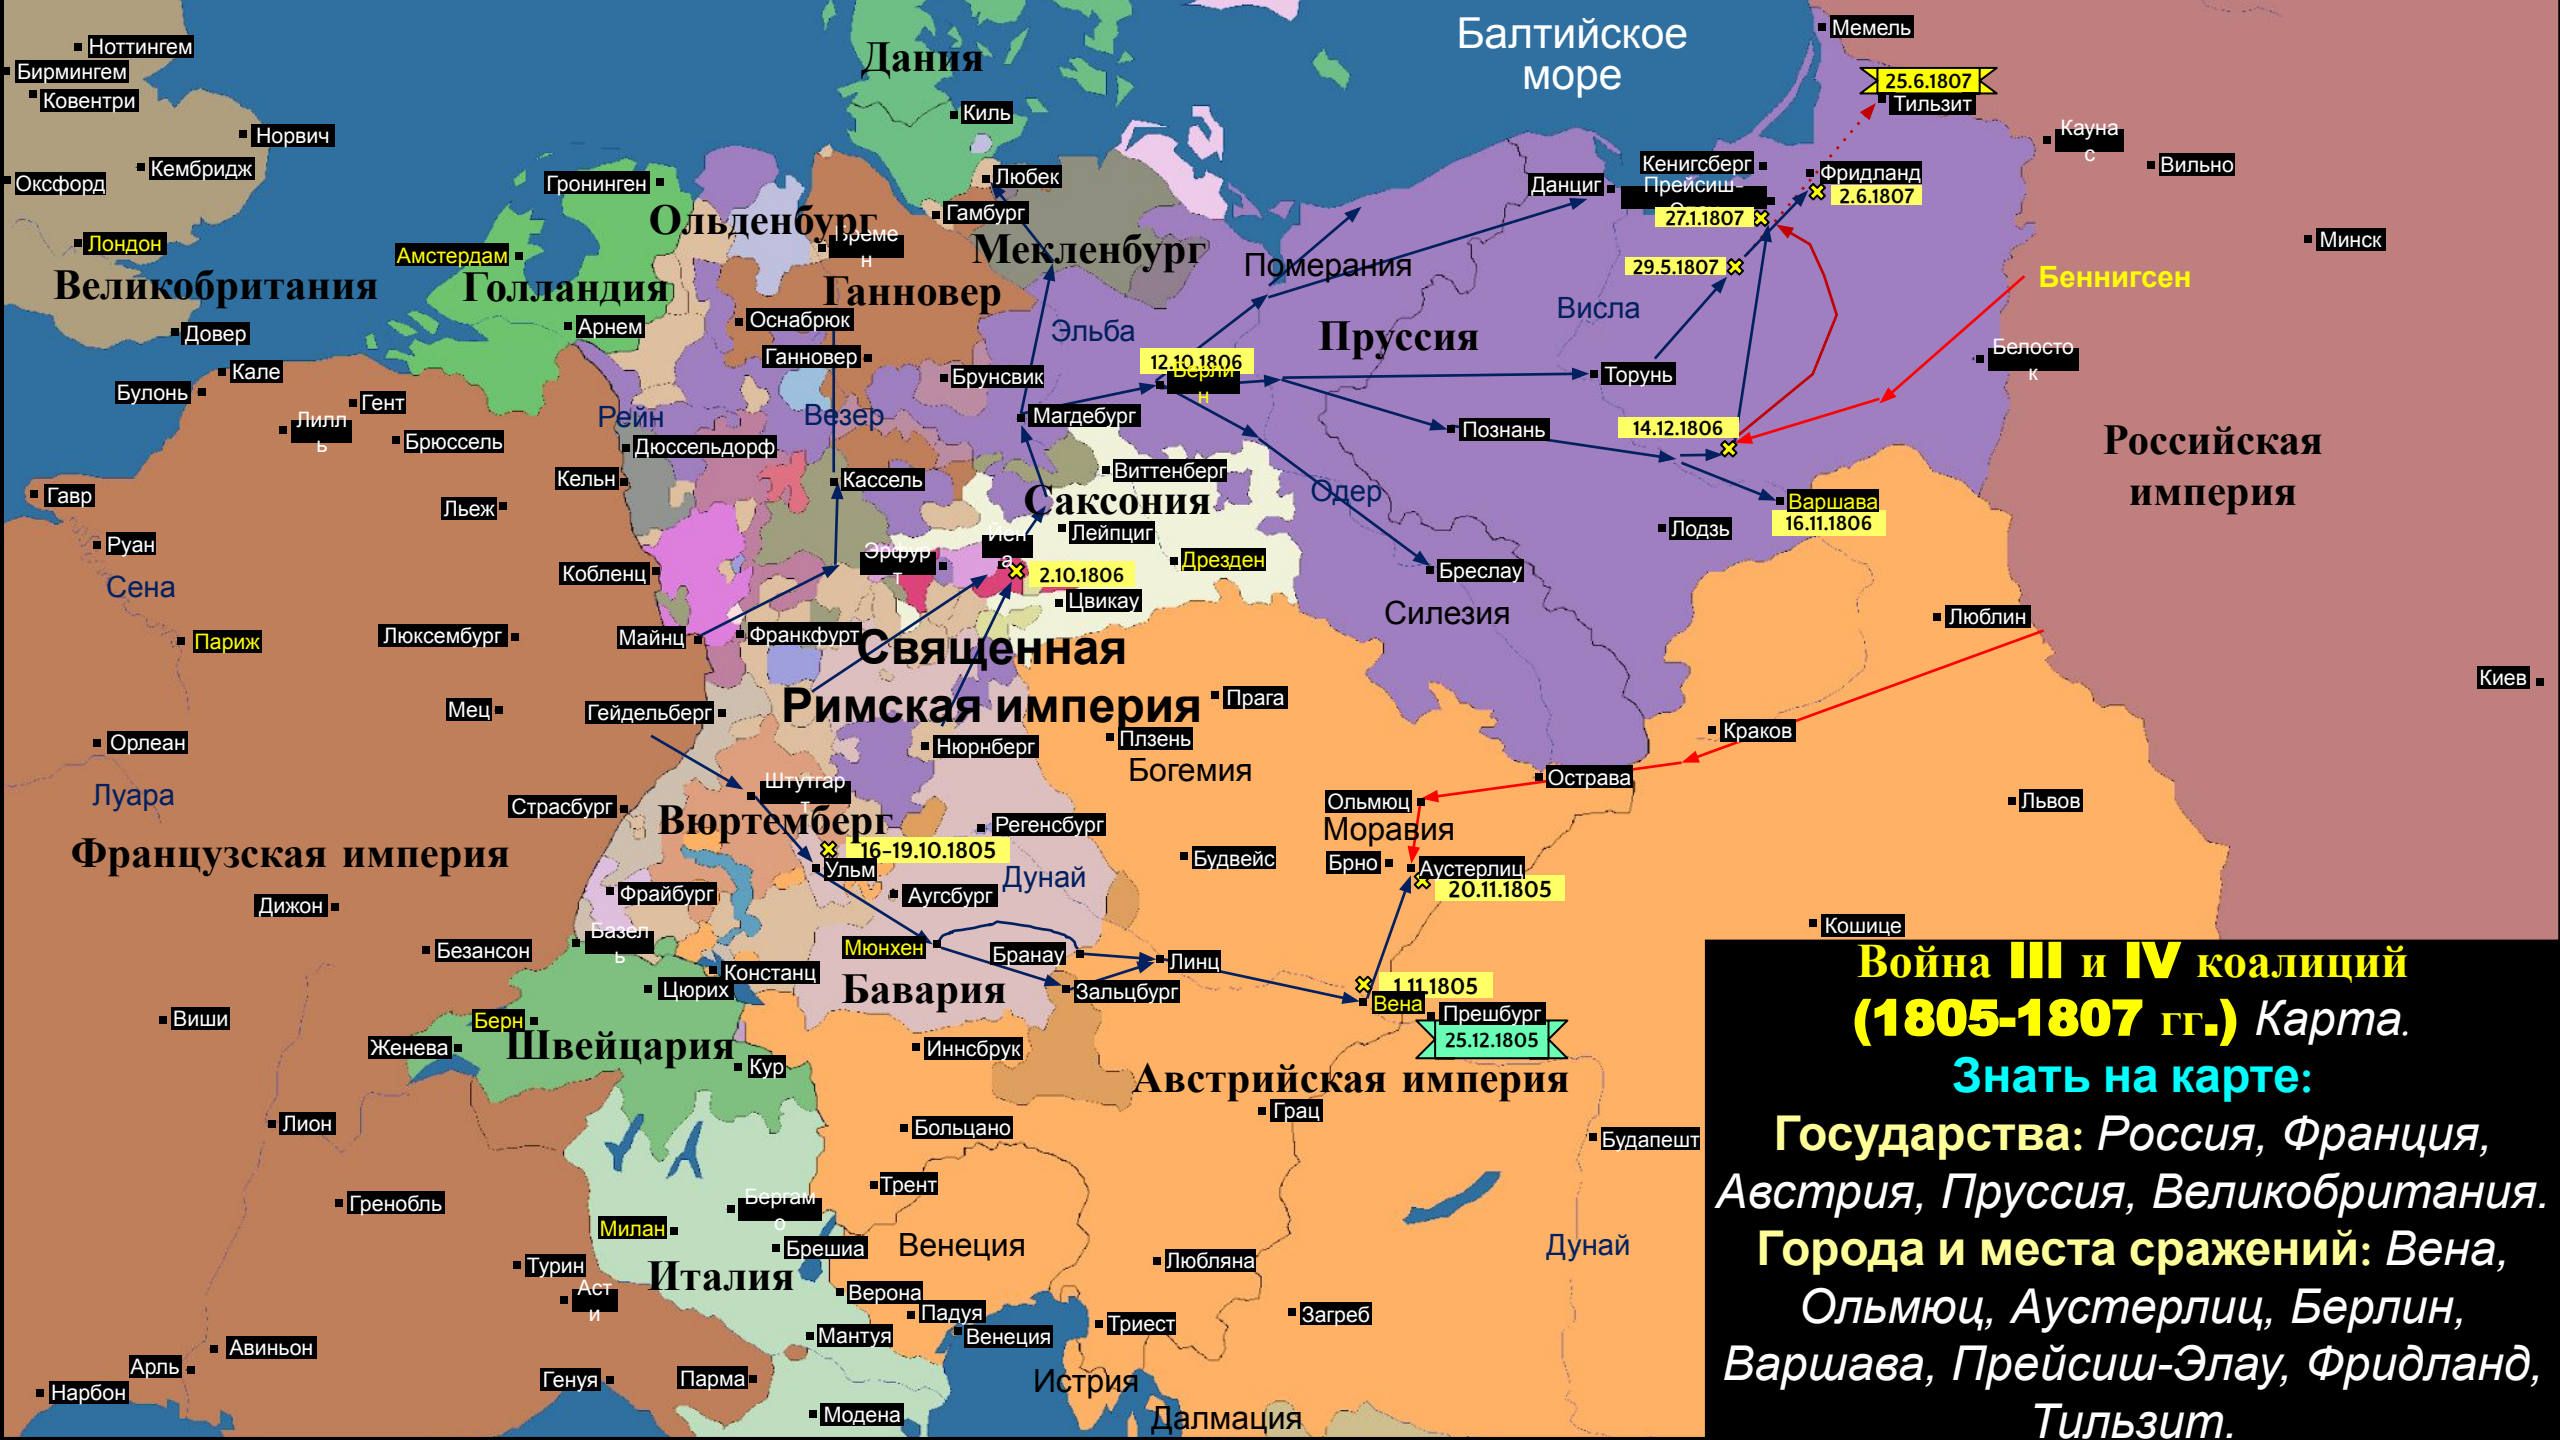 Балтийское
море
Мемель
25.6.1807
Тильзит
Ноттингем
Бирмингем
Ковентри
Норвич
Кембридж
Оксфорд
Лондон
Великобритания
Довер
Дания
Киль
Любек
Гамбург
Гронинген
Ольденбург
Амстердам
Голландия
Арнем
Мекленбург
Ганновер
Оснабрюк
Ганновер
Брунсвик
Эльба
Померания
Пруссия
Данциг
Кенигсберг
Прейсиш-
27.1.1807
Фридланд
2.6.1807
29.5.1807
Висла
Кауна
с
Вильно
Минск
Беннигсен
Белосто
к
Российская
империя
12.10.1806
Торунь
Познань
14.12.1806
Варшава
16.11.1806
Лодзь
Кале
Булонь
Гент
Лилл
ь
Брюссель
Рейн
Везер
Дюссельдорф
Кельн
Льеж
Кассель
Магдебург
Виттенберг
Саксония
Лейпциг
Дрезден
Одер
Бреслау
Силезия
Гавр
Руан
Сена
Париж
Кобленц
Эрфур
т
Йен
а
2.10.1806
Цвикау
Люксембург
Майнц
Франкфурт
Священная
Римская империя
Люблин
Киев
Мец
Гейдельберг
Нюрнберг
Прага
Плзень
Богемия
Краков
Орлеан
Луара
Острава
Ольмюц
Моравия
Львов
Страсбург
Штутгар
т
Вюртемберг
Регенсбург
16-19.10.1805
Ульм
Дунай
Аугсбург
Будвейс
Брно
Аустерлиц
20.11.1805
Французская империя
Дижон
Фрайбург
Безансон
Базел
ь
Мюнхен
Бранау
Линц
Констанц
Цюрих
Бавария
Зальцбург
1.11.1805
Вена
Прешбург
25.12.1805
Кошице
Виши
Берн
Женева
Швейцария
Кур
Иннсбрук
Австрийская империя
Грац
Лион
Больцано
Будапешт
Гренобль
Трент
Бергам
о
Милан
Брешиа
Венеция
Любляна
Дунай
Турин
Аст
и
Италия
Верона
Падуя
Венеция
Триест
Загреб
Мантуя
Авиньон
Арль
Нарбон
Генуя
Парма
Истрия
Модена
Далмация
Война III и IV коалиций
(1805-1807 гг.) Карта.
Знать на карте:
Государства: Россия, Франция,
Австрия, Пруссия, Великобритания.
Города и места сражений: Вена,
Ольмюц, Аустерлиц, Берлин,
Варшава, Прейсиш-Элау, Фридланд,
Тильзит.